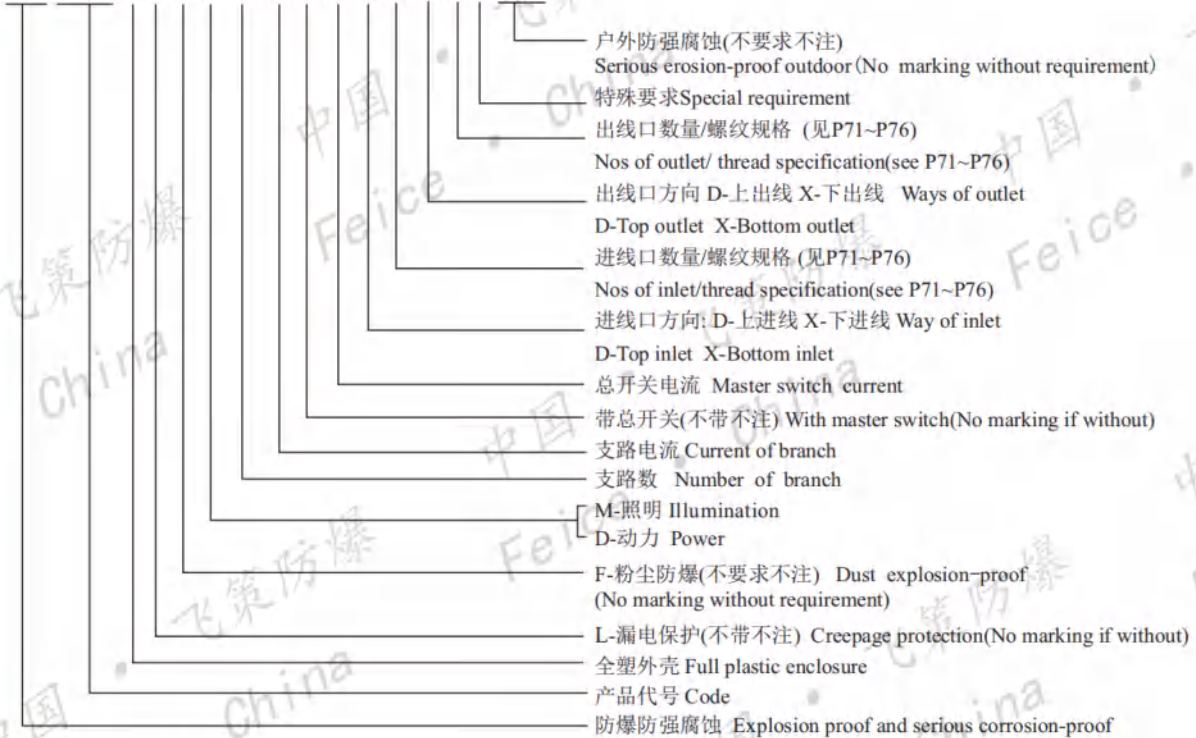 户外防强腐蚀(不要求不注)
Serious erosion-proof outdoor(No marking without requirement)
特殊要求Special requirement
出线口数量/螺纹规格 (见P71~P76)
Nos of outlet/ thread specification(see P71~P76)
出线口方向 D-上出线 X-下出线 Ways of outlet
D-Top outlet X-Bottom outlet
进线口数量/螺纹规格 (见P71~P76)
Nos of inlet/thread specification(see P71~P76)
进线口方向: D-上进线 X-下进线 Way of inlet
D-Top inlet X-Bottom inlet
总开关电流 Master switch current
带总开关(不带不注) With master switch(No marking if without)
支路电流 Current of branch
支路数 Number of branch
M-照明 Illumination
D-动力 Power
F-粉尘防爆(不要求不注) Dust explosion-proof
(No marking without requirement)
L-漏电保护(不带不注) Creepage protection(No marking if without)
全塑外壳 Full plastic enclosure
产品代号 Code
防爆防强腐蚀 Explosion proof and serious corrosion-proof
飞策防爆
中国 · China
Feice